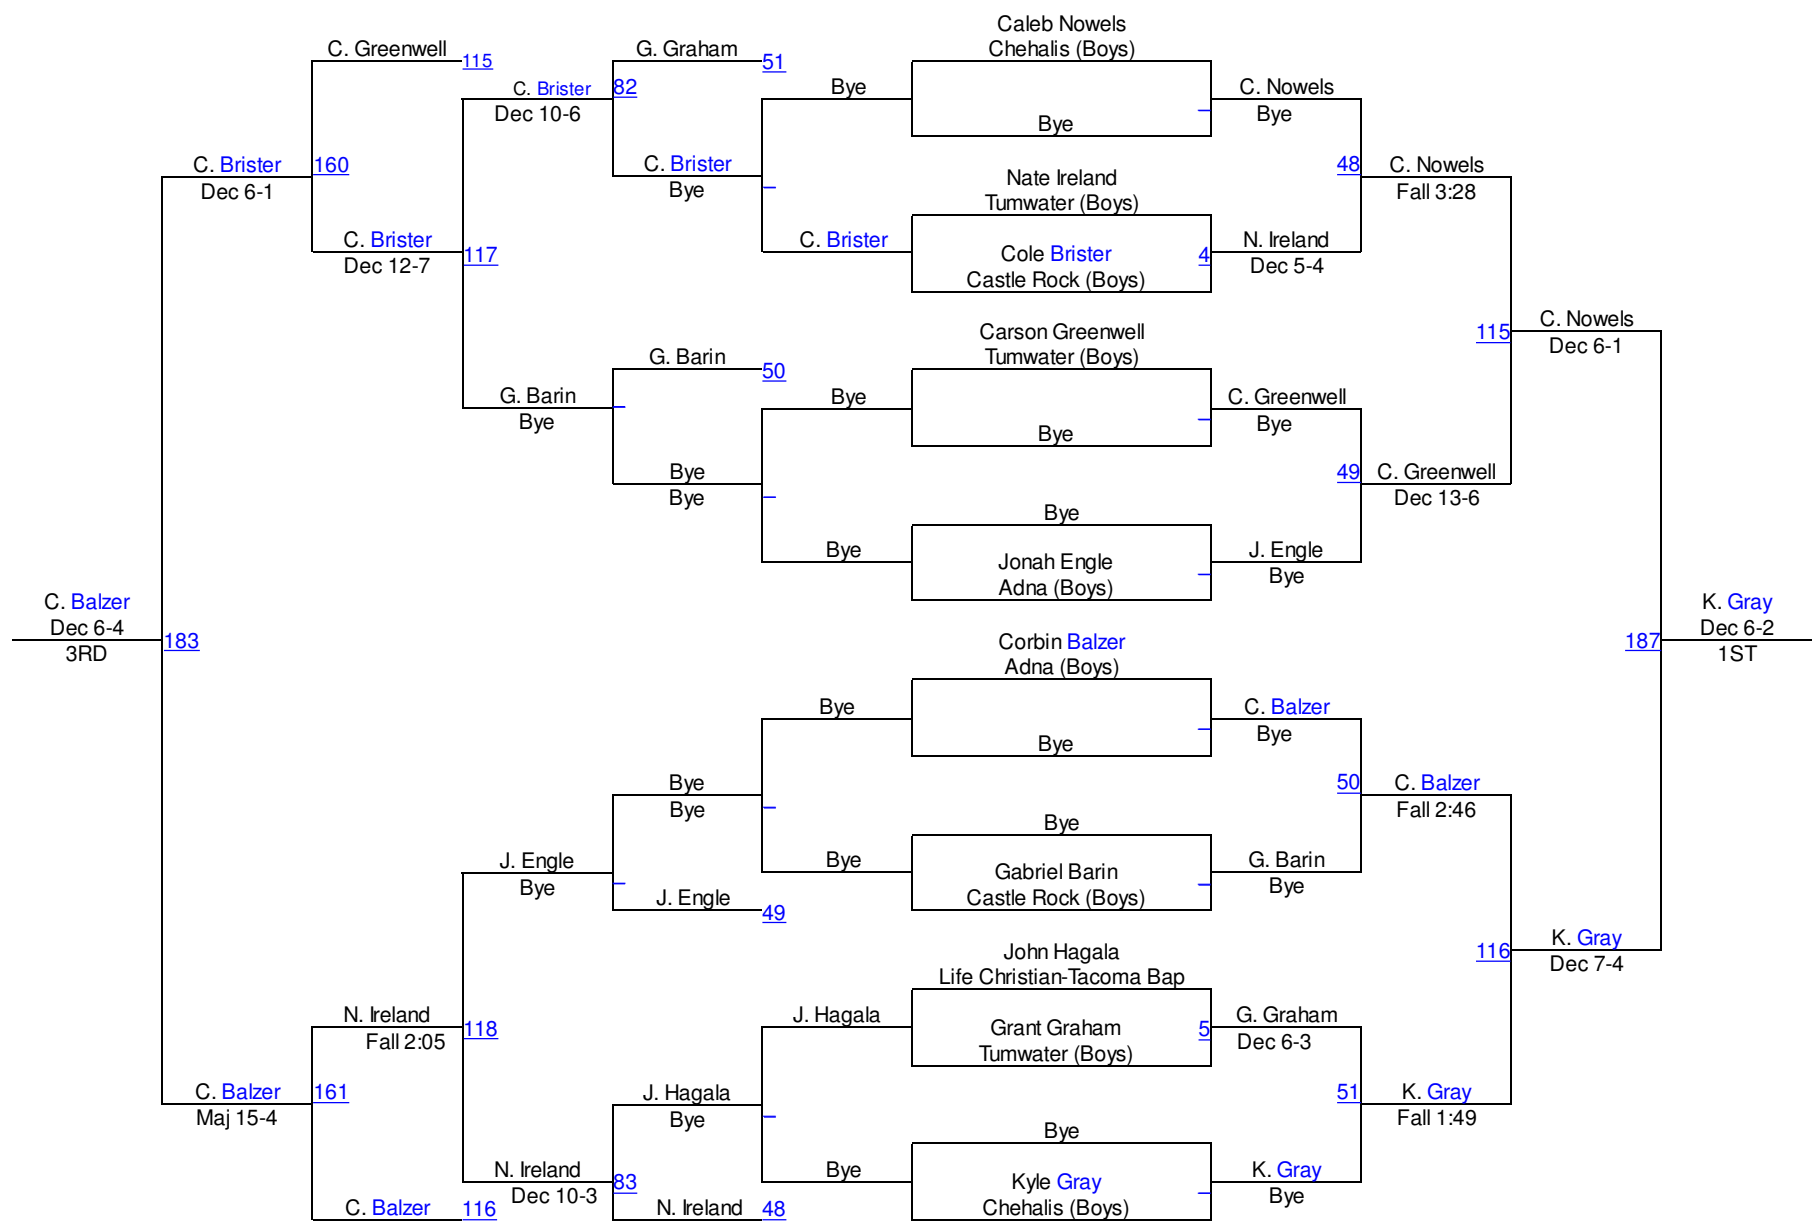 Caleb Nowels
C. Greenwell 115 G. Graham 51 Chehalis (Boys)
C. Brister 82 Bye C. Nowels
Dec 10-6 Bye Bye
C. Brister 160 C. Brister 48 C. Nowels
Dec 6-1 Bye Nate Ireland Fall 3:28
Tumwater (Boys)
C. Brister 117 C. Brister Cole Brister 4 N. Ireland
Dec 12-7 Castle Rock (Boys) Dec 5-4
Carson Greenwell 115 C. Nowels
G. Barin 50 Tumwater (Boys) Dec 6-1
G. Barin Bye C. Greenwell
Bye Bye Bye
Bye 49 C. Greenwell
Bye Dec 13-6
Bye
Bye Jonah Engle J. Engle
Adna (Boys) Bye
C. Balzer K. Gray
Dec 6-4 183 Corbin Balzer 187 Dec 6-2
3RD Adna (Boys) 1ST
Bye C. Balzer
Bye Bye
Bye 50 C. Balzer
Bye Fall 2:46
Bye
J. Engle Bye Gabriel Barin G. Barin
Bye J. Engle 49 Castle Rock (Boys) Bye
John Hagala 116 K. Gray
Life Christian-Tacoma Bap Dec 7-4
N. Ireland 118 J. Hagala Grant Graham 5 G. Graham
Fall 2:05 Tumwater (Boys) Dec 6-3
C. Balzer 161 J. Hagala 51 K. Gray
Maj 15-4 Bye Fall 1:49
Bye
N. Ireland 83 Bye Kyle Gray K. Gray
Dec 10-3 Chehalis (Boys) Bye
C. Balzer 116 N. Ireland 48